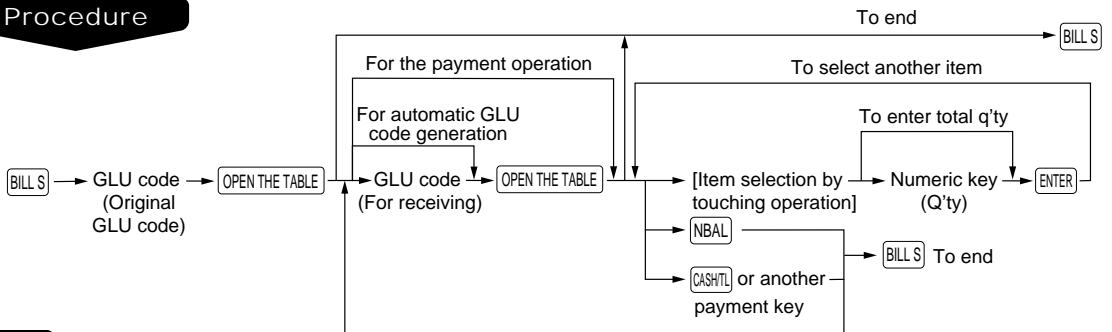 Procedure
To end
BILL S
For the payment operation
To select another item
For automatic GLU
code generation
To enter total q'ty
BILL S
GLU code
(Original
GLU code)
OPEN THE TABLE
GLU code
(For receiving)
OPEN THE TABLE
[Item selection by
touching operation]
Numeric key
(Q'ty)
ENTER
NBAL
BILL S To end
CASH/TL or another
payment key